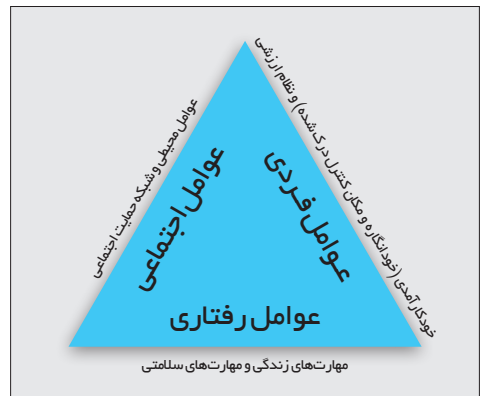 خودکارآمدی (خودانگاره و مکان کنترل درک شده) و نظام ارزشی
عوامل فردی
عوامل محیطی و شبکه حمایت اجتماعی
عوامل اجتماعی
عوامل رفتاری
مهارت‌های زندگی و مهارت‌های سلامتی